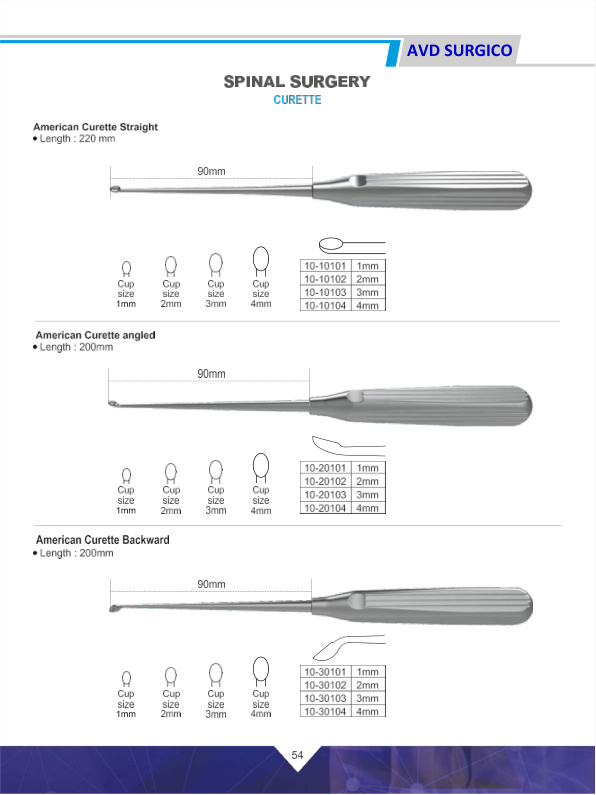 AVD SURGICO
SPINAL SURGERY
CURETTE
American Curette Straight
• Length : 220 mm
90mm
Cup size 1mm
Cup size 2mm
Cup size 3mm
Cup size 4mm
10-10101 1mm
10-10102 2mm
10-10103 3mm
10-10104 4mm
American Curette angled
• Length : 200mm
90mm
Cup size 1mm
Cup size 2mm
Cup size 3mm
Cup size 4mm
10-20101 1mm
10-20102 2mm
10-20103 3mm
10-20104 4mm
American Curette Backward
• Length : 200mm
90mm
Cup size 1mm
Cup size 2mm
Cup size 3mm
Cup size 4mm
10-30101 1mm
10-30102 2mm
10-30103 3mm
10-30104 4mm
54